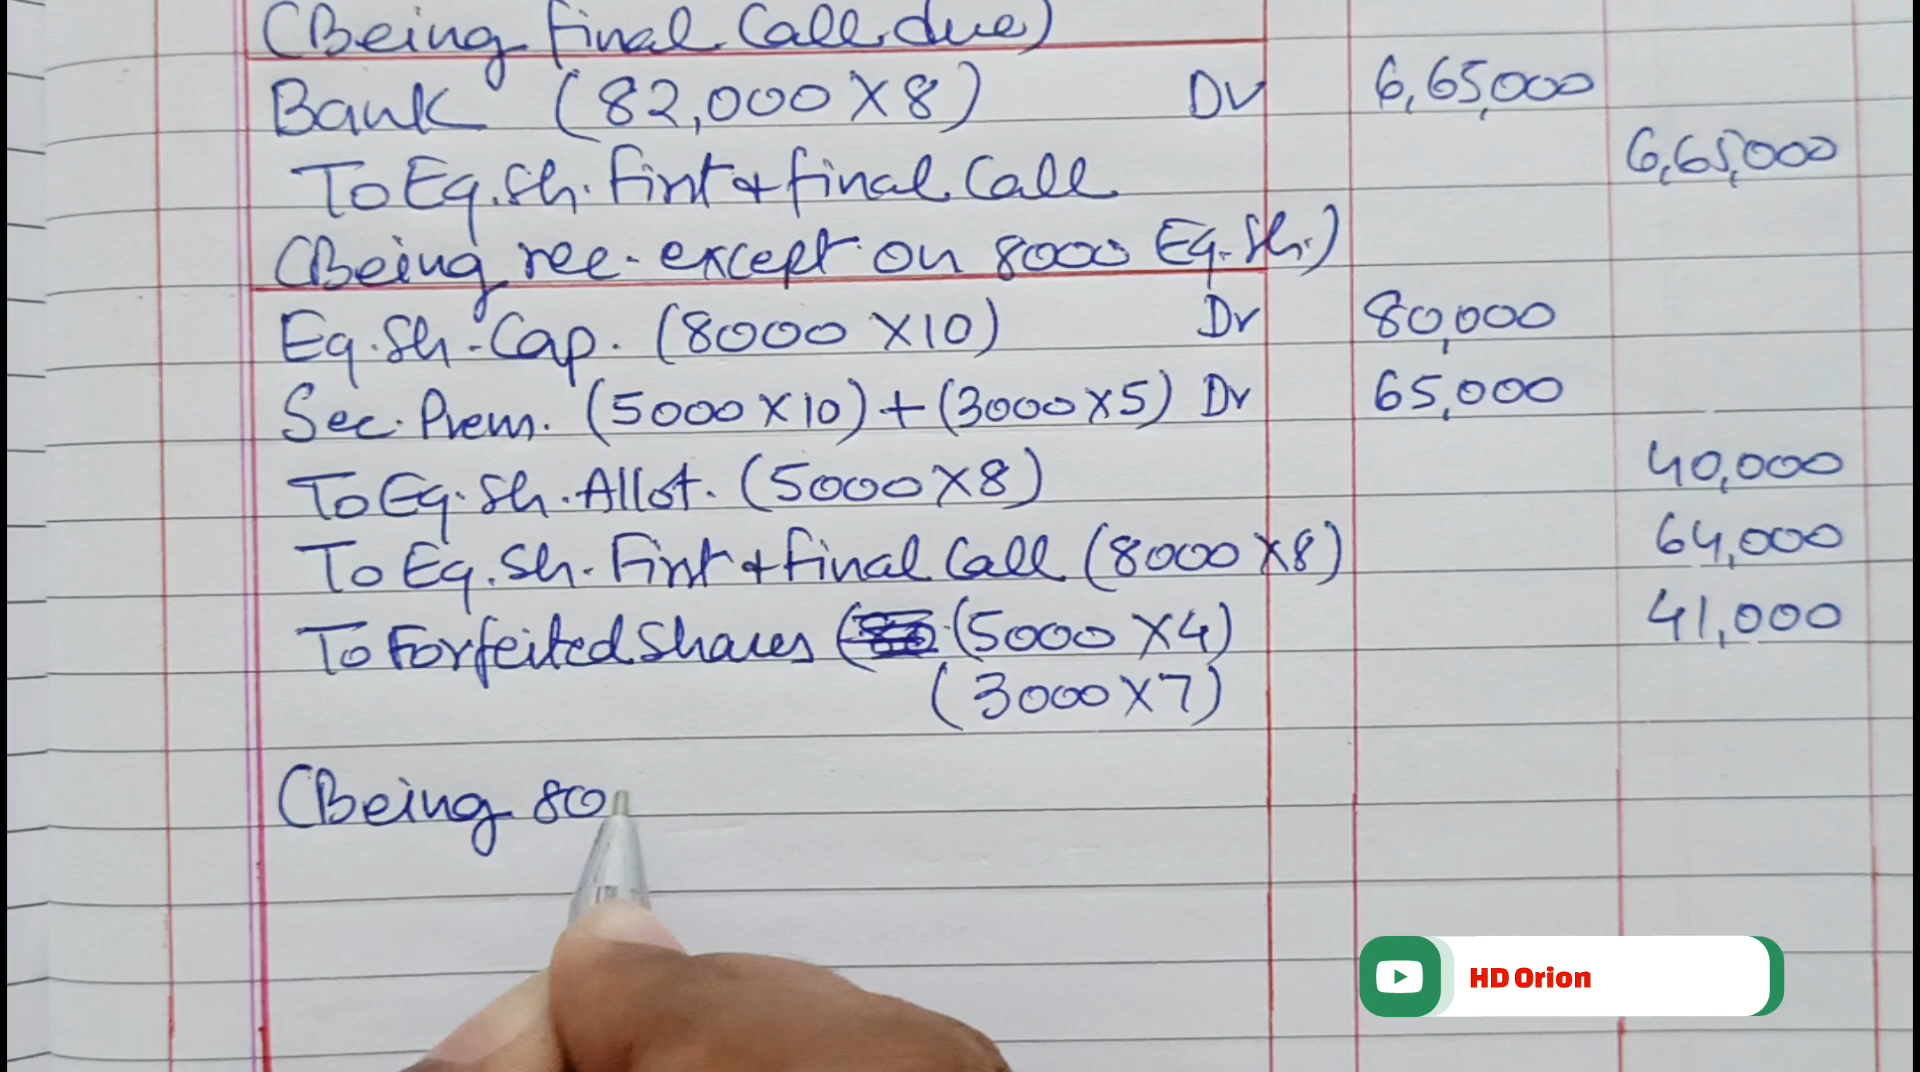 (Being final Call due)
Bank (82,000 X 8) Dr 6,65,000
To Eq. Sh. First & final Call 6,65,000
(Being rec. except on 8000 Eq. Sh.)
Eq. Sh. Cap. (8000 X 10) Dr 80,000
Sec. Prem. (5000 X 10) + (3000 X 5) Dr 65,000
To Eq. Sh. Allot. (5000 X 8) 40,000
To Eq. Sh. First & final Call (8000 X 8) 64,000
To Forfeited Shares (5000 X 4) 41,000
(3000 X 7)
(Being 80
HD Orion